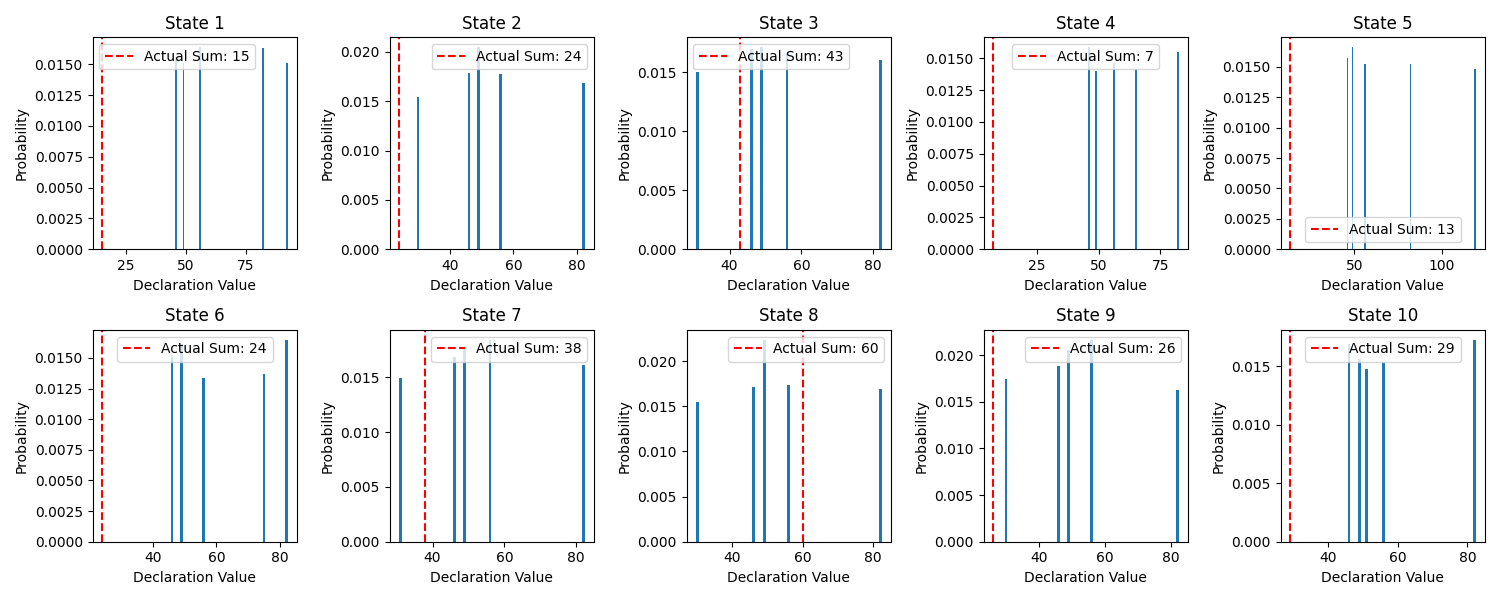 State 1
Actual Sum: 15
Probability
0.0150
0.0125
0.0100
0.0075
0.0050
0.0025
0.0000
25
50
75
Declaration Value
State 2
Actual Sum: 24
Probability
0.020
0.015
0.010
0.005
0.000
40
60
80
Declaration Value
State 3
Actual Sum: 43
Probability
0.015
0.010
0.005
0.000
40
60
80
Declaration Value
State 4
Actual Sum: 7
Probability
0.0150
0.0125
0.0100
0.0075
0.0050
0.0025
0.0000
25
50
75
Declaration Value
State 5
Actual Sum: 13
Probability
0.0150
0.0125
0.0100
0.0075
0.0050
0.0025
0.0000
50
100
Declaration Value
State 6
Actual Sum: 24
Probability
0.0150
0.0125
0.0100
0.0075
0.0050
0.0025
0.0000
40
60
80
Declaration Value
State 7
Actual Sum: 38
Probability
0.015
0.010
0.005
0.000
40
60
80
Declaration Value
State 8
Actual Sum: 60
Probability
0.020
0.015
0.010
0.005
0.000
40
60
80
Declaration Value
State 9
Actual Sum: 26
Probability
0.020
0.015
0.010
0.005
0.000
40
60
80
Declaration Value
State 10
Actual Sum: 29
Probability
0.015
0.010
0.005
0.000
40
60
80
Declaration Value